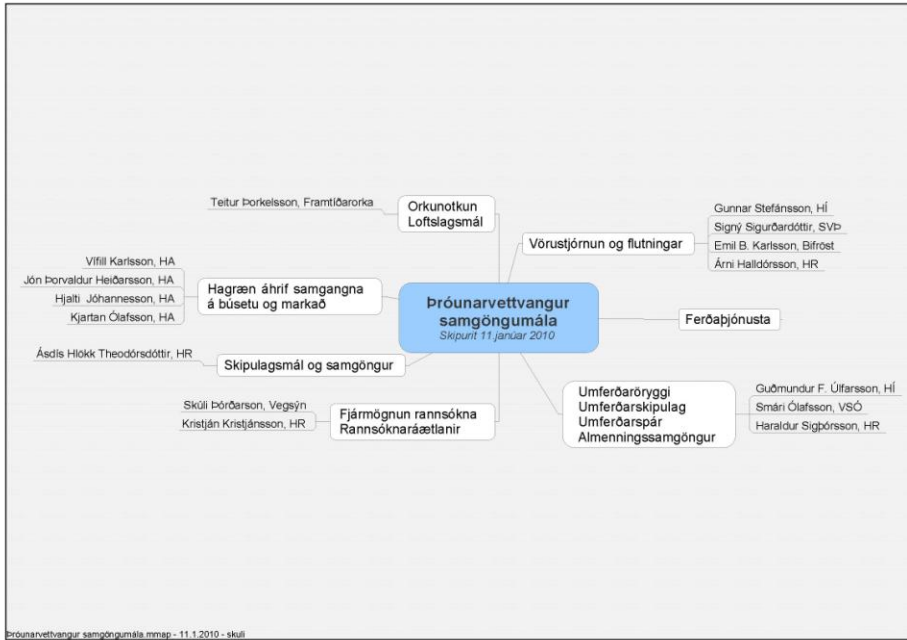 Þróunarvettvangur
samgöngumála
Skipurit 11.janúar 2010
Orkunotkun
Loftslagsmál
Teitur Þorkelsson, Framtíðarorka
Hagræn áhrif samgangna
á búsetu og markað
Vífill Karlsson, HA
Jón Þorvaldur Heiðarsson, HA
Hjalti Jóhannesson, HA
Kjartan Ólafsson, HA
Skipulagsmál og samgöngur
Ásdís Hlökk Theodórsdóttir, HR
Fjármögnun rannsókna
Rannsóknaráætlanir
Skúli Þórðarson, Vegsýn
Kristján Kristjánsson, HR
Vörustjórnun og flutningar
Gunnar Stefánsson, HÍ
Signý Sigurðardóttir, SVÞ
Emil B. Karlsson, Bifröst
Árni Halldórsson, HR
Ferðaþjónusta
Umferðaröryggi
Umferðarskipulag
Umferðarspár
Almenningssamgöngur
Guðmundur F. Úlfarsson, HÍ
Smári Ólafsson, VSÓ
Haraldur Sigþórsson, HR
Þróunarvettvangur samgöngumála.mmap - 11.1.2010 - skuli